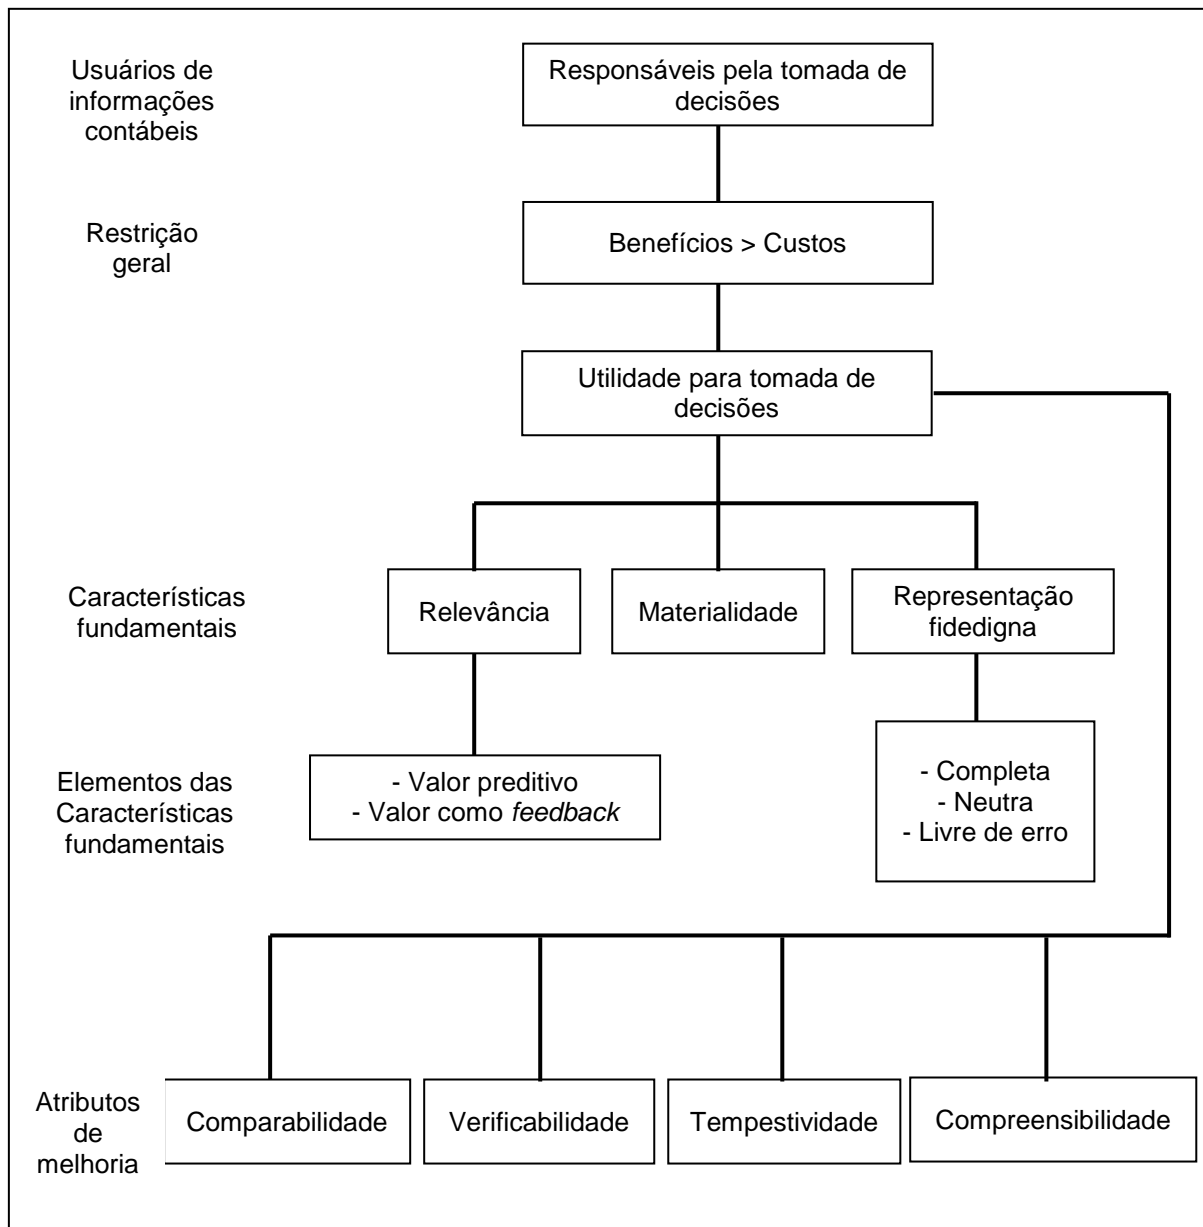 Usuários de
informações
contábeis
Responsáveis pela tomada de
decisões
Restrição
geral
Benefícios > Custos
Utilidade para tomada de
decisões
Características
fundamentais
Relevância
Materialidade
Representação
fidedigna
Elementos das
Características
fundamentais
- Valor preditivo
- Valor como feedback
- Completa
- Neutra
- Livre de erro
Atributos
de
melhoria
Comparabilidade
Verificabilidade
Tempestividade
Compreensibilidade